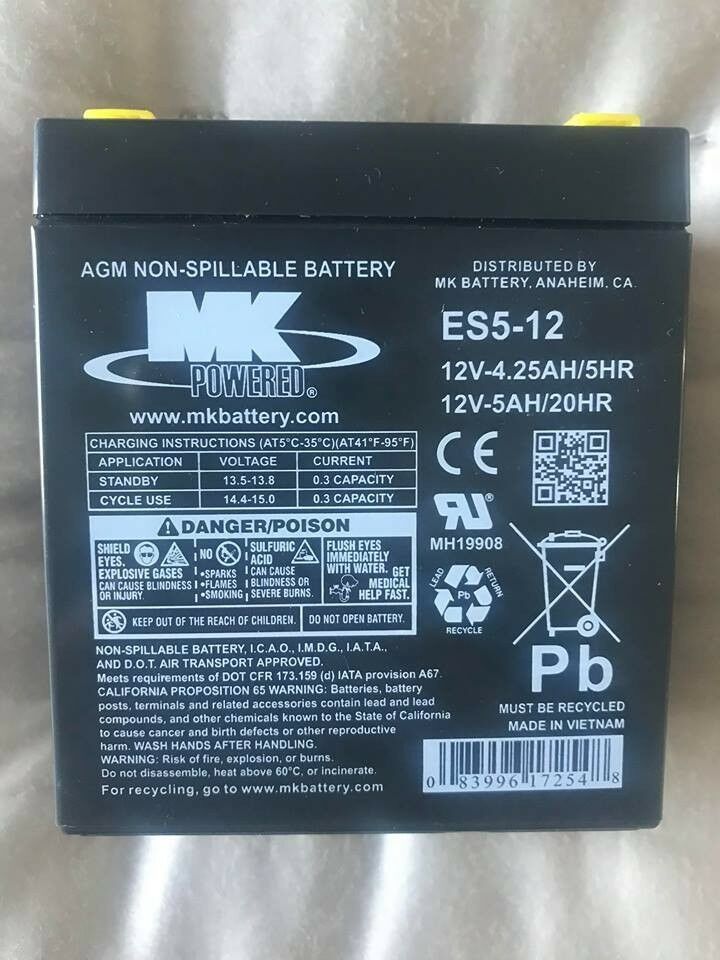 AGM NON-SPILLABLE BATTERY
MK
POWERED®
www.mkbattery.com
CHARGING INSTRUCTIONS (AT5°C-35°C)(AT41°F-95°F)
APPLICATION VOLTAGE CURRENT
STANDBY 13.5-13.8 0.3 CAPACITY
CYCLE USE 14.4-15.0 0.3 CAPACITY
DANGER/POISON
SHIELD
EYES.
EXPLOSIVE GASES
CAN CAUSE BLINDNESS
OR INJURY.
NO
•SPARKS
•FLAMES
•SMOKING
SULFURIC
ACID
CAN CAUSE
BLINDNESS OR
SEVERE BURNS.
FLUSH EYES
IMMEDIATELY
WITH WATER.
GET
MEDICAL
HELP FAST.
KEEP OUT OF THE REACH OF CHILDREN.
DO NOT OPEN BATTERY.
NON-SPILLABLE BATTERY, I.C.A.O., I.M.D.G., I.A.T.A.,
AND D.O.T. AIR TRANSPORT APPROVED.
Meets requirements of DOT CFR 173.159 (d) IATA provision A67.
CALIFORNIA PROPOSITION 65 WARNING: Batteries, battery
posts, terminals and related accessories contain lead and lead
compounds, and other chemicals known to the State of California
to cause cancer and birth defects or other reproductive
harm. WASH HANDS AFTER HANDLING.
WARNING: Risk of fire, explosion, or burns.
Do not disassemble, heat above 60°C, or incinerate.
For recycling, go to www.mkbattery.com
DISTRIBUTED BY
MK BATTERY, ANAHEIM. CA.
ES5-12
12V-4.25AH/5HR
12V-5AH/20HR
CE
RU®
MH19908
LEAD
RETURN
Pb
RECYCLE
Pb
MUST BE RECYCLED
MADE IN VIETNAM
0 83996 17254 8